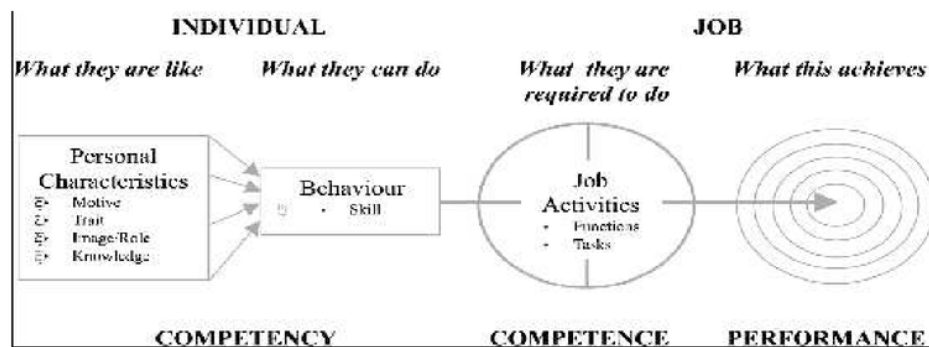 INDIVIDUAL JOB
What they are like What they can do What they are required to do What this achieves
Personal
Characteristics
Motive
Trait
Image/Role
Knowledge
Behaviour
• Skill
Job
Activities
• Functions
• Tasks
COMPETENCY COMPETENCE PERFORMANCE